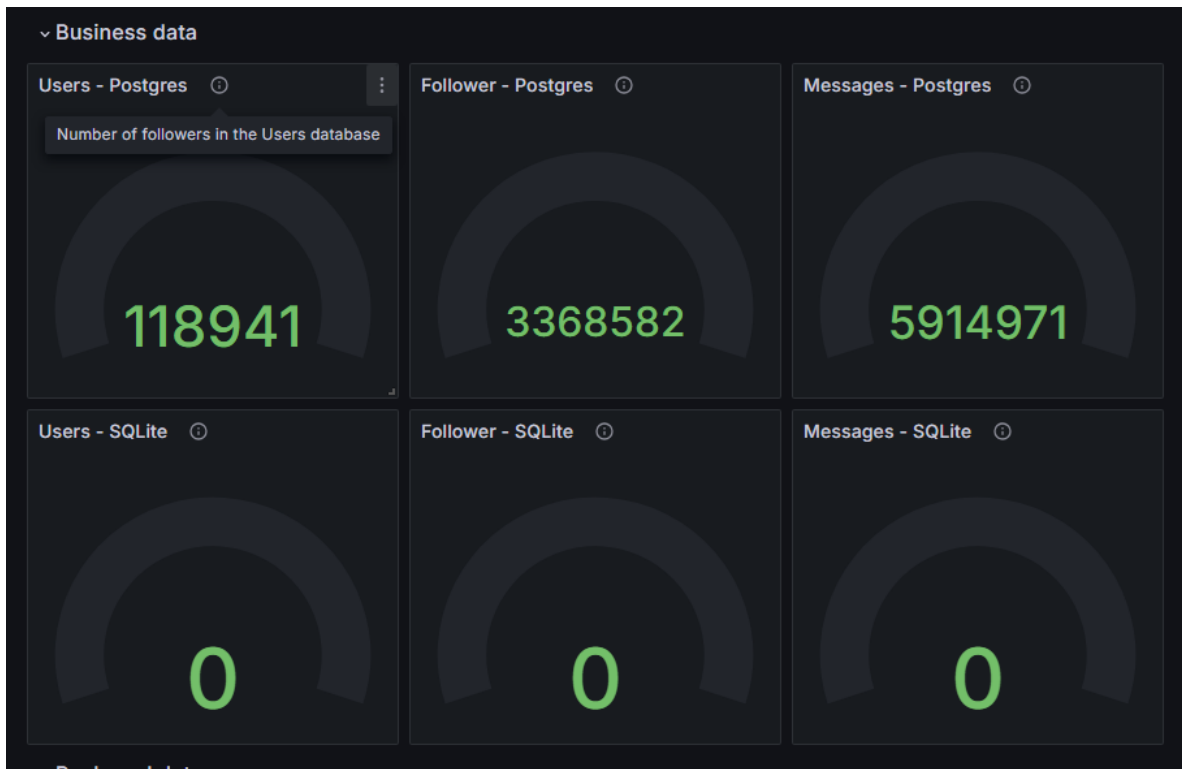 Business data
Users - Postgres
Follower - Postgres
Messages - Postgres
Number of followers in the Users database
118941
3368582
5914971
Users - SQLite
Follower - SQLite
Messages - SQLite
0
0
0